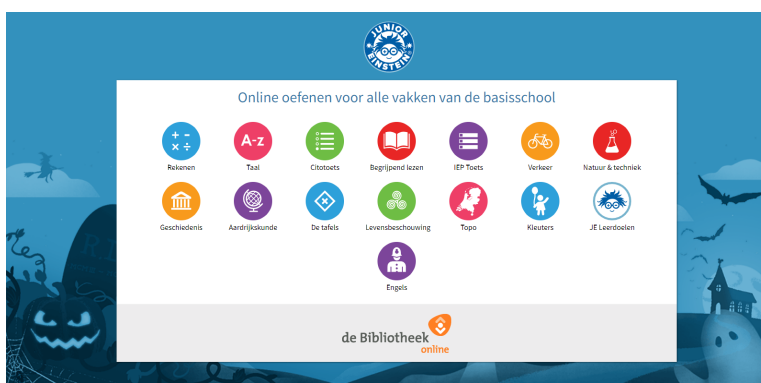 JUNIOR
EINSTEIN
Online oefenen voor alle vakken van de basisschool
+ -
x ÷
A-z
Rekenen Taal Citotoets Begrijpend lezen IEP Toets Verkeer Natuur & techniek
x
Geschiedenis Aardrijkskunde De tafels Levensbeschouwing Topo Kleuters JE Leerdoelen
Engels
de Bibliotheek
online